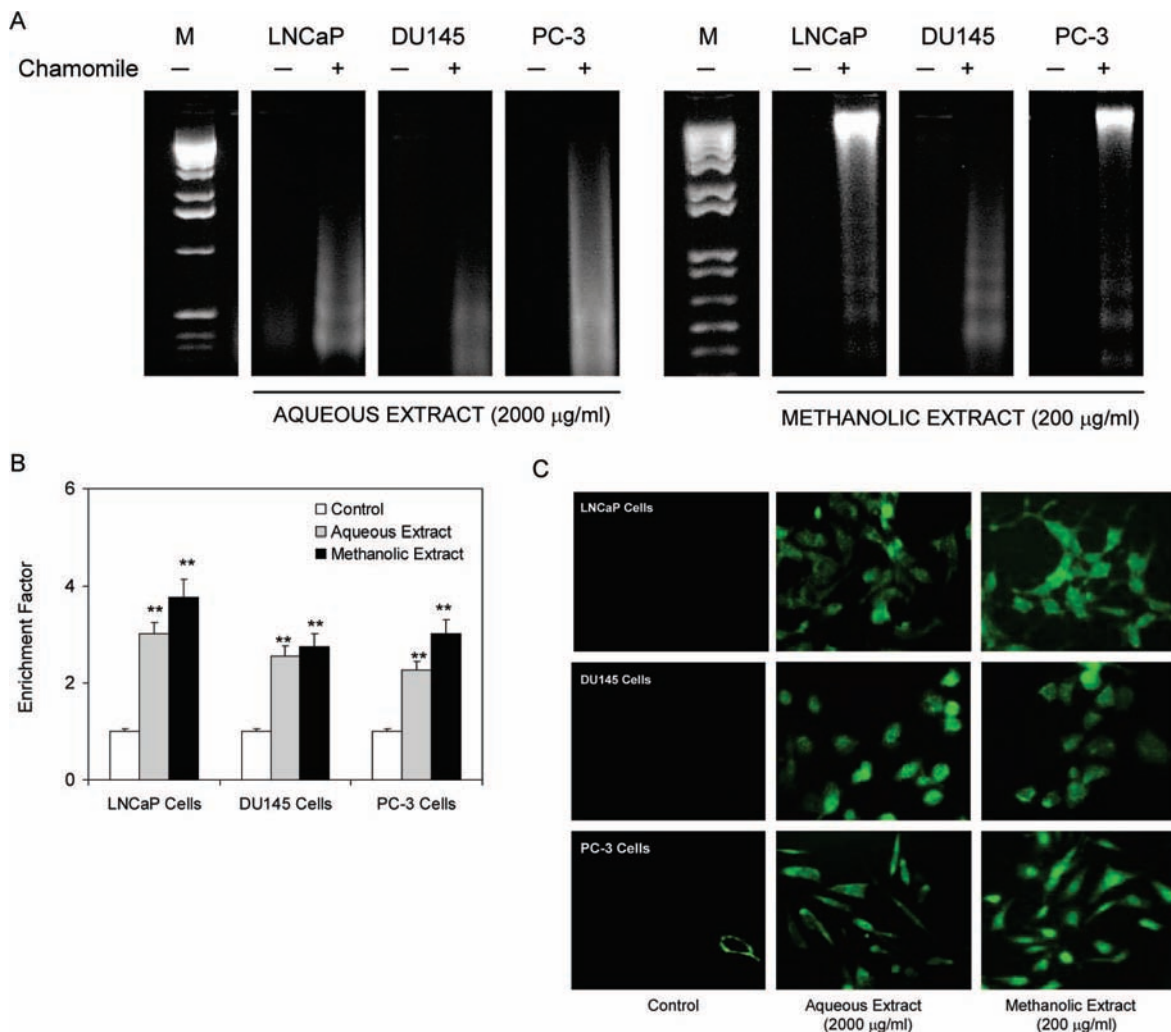 A
M LNCaP DU145 PC-3 M LNCaP DU145 PC-3
Chamomile — — + — + — + — — + — + — +
AQUEOUS EXTRACT (2000 μg/ml) METHANOLIC EXTRACT (200 μg/ml)
B
6
4
2
0
Enrichment Factor
Control
Aqueous Extract
Methanolic Extract
** ** ** ** ** **
LNCaP Cells DU145 Cells PC-3 Cells
C
LNCaP Cells
DU145 Cells
PC-3 Cells
Control Aqueous Extract Methanolic Extract
(2000 μg/ml) (200 μg/ml)